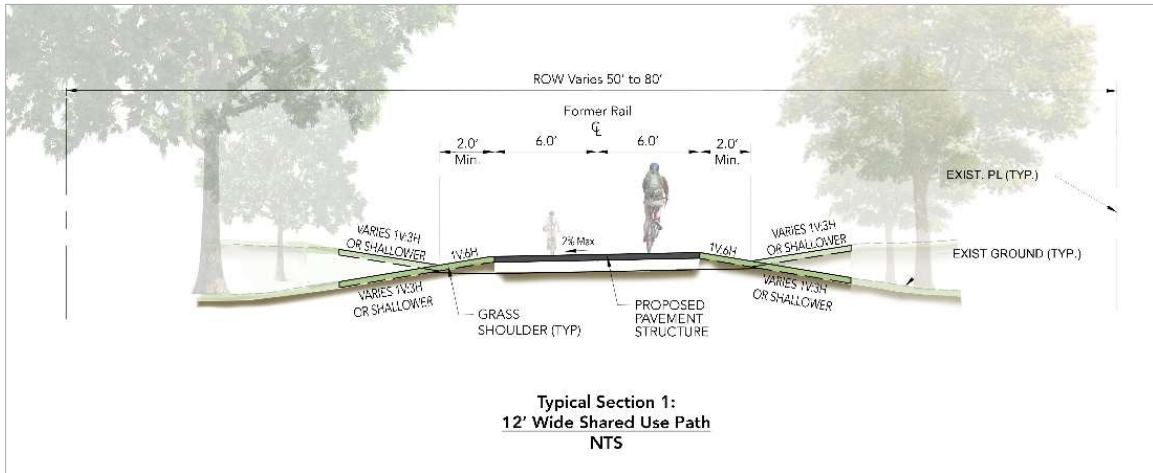 ROW Varies 50' to 80'
Former Rail
℄
2.0'
6.0'
6.0'
2.0'
Min.
Min.
EXIST. PL (TYP.)
VARIES 1V:3H
OR SHALLOWER
1V:6H
2% Max
1V:6H
VARIES 1V:3H
OR SHALLOWER
EXIST GROUND (TYP.)
VARIES 1V:3H
OR SHALLOWER
GRASS
SHOULDER (TYP)
PROPOSED
PAVEMENT
STRUCTURE
VARIES 1V:3H
OR SHALLOWER
Typical Section 1:
12' Wide Shared Use Path
NTS